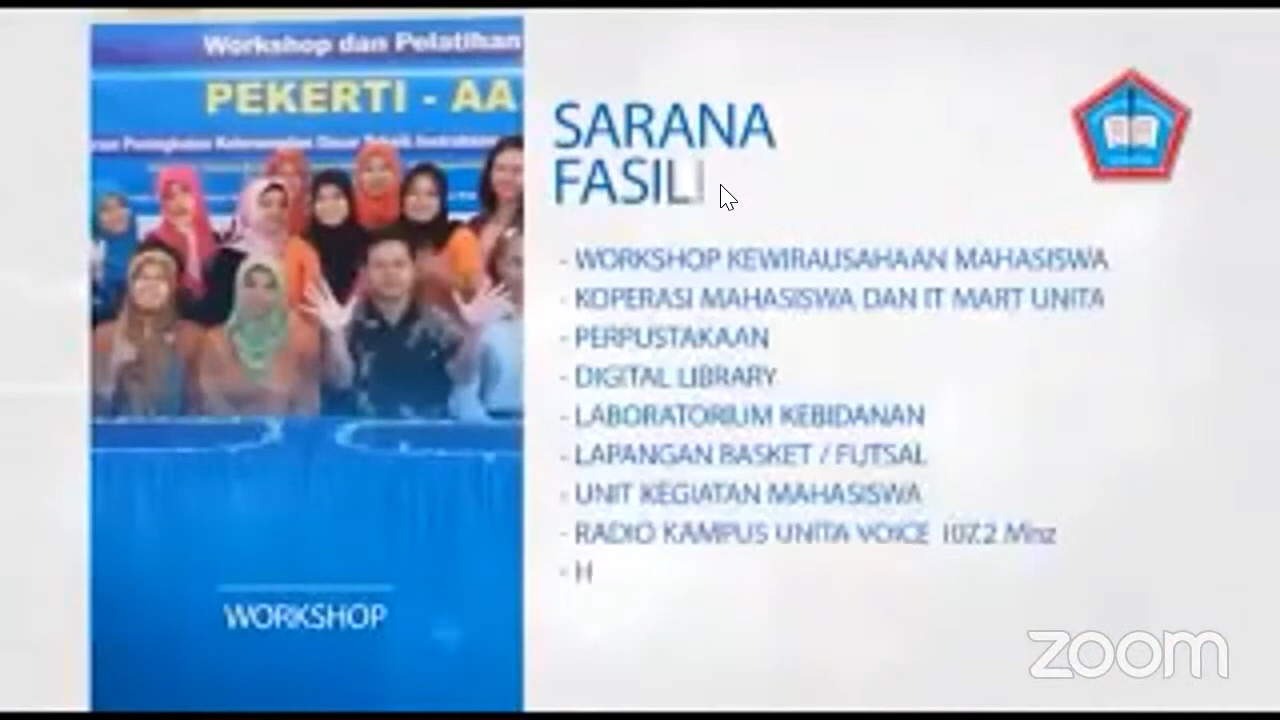 Workshop dan Pelatihan
PEKERTI - AA
SARANA
FASILI
- WORKSHOP KEWIRAUSAHAAN MAHASISWA
- KOPERASI MAHASISWA DAN IT MART UNITA
- PERPUSTAKAAN
- DIGITAL LIBRARY
- LABORATORIUM KEBIDANAN
- LAPANGAN BASKET / FUTSAL
- UNIT KEGIATAN MAHASISWA
- RADIO KAMPUS UNITA VOICE 107.2 Mhz
- H
WORKSHOP
zoom